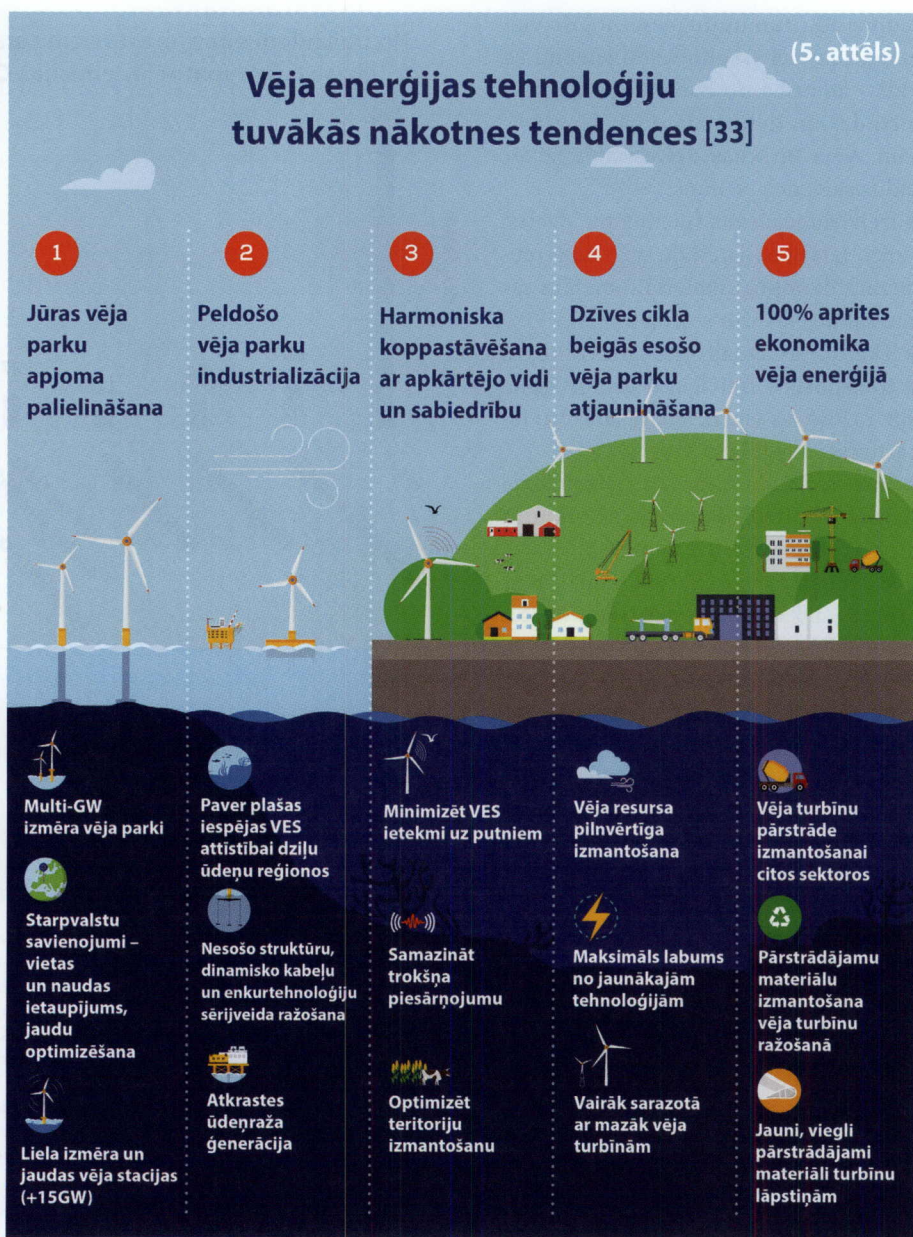 (5. attēls)
Vēja enerģijas tehnoloģiju
tuvākās nākotnes tendences [33]
1
Jūras vēja
parku
apjoma
palielināšana
2
Peldošo
vēja parku
industrializācija
3
Harmoniska
koppastāvēšana
ar apkārtējo vidi
un sabiedrību
4
Dzīves cikla
beigās esošo
vēja parku
atjaunināšana
5
100% aprites
ekonomika
vēja enerģijā
Multi-GW
izmēra vēja parki
Starpvalstu
savienojumi –
vietas
un naudas
ietaupījums,
jaudu
optimizēšana
Liela izmēra un
jaudas vēja stacijas
(+15GW)
Paver plašas
iespējas VES
attīstībai dziļu
ūdeņu reģionos
Nesošo struktūru,
dinamisko kabeļu
un enkurtehnoloģiju
sērijveida ražošana
Atkrastes
ūdeņraža
ģenerācija
Minimizēt VES
ietekmi uz putniem
Samazināt
trokšņa
piesārņojumu
Optimizēt
teritoriju
izmantošanu
Vēja resursa
pilnvērtīga
izmantošana
Maksimāls labums
no jaunākajām
tehnoloģijām
Vairāk sarazotā
ar mazāk vēja
turbīnām
Vēja turbīnu
pārstrāde
izmantošanai
citos sektoros
Pārstrādājamu
materiālu
izmantošana
vēja turbīnu
ražošanā
Jauni, viegli
pārstrādājami
materiāli turbīnu
lāpstiņām